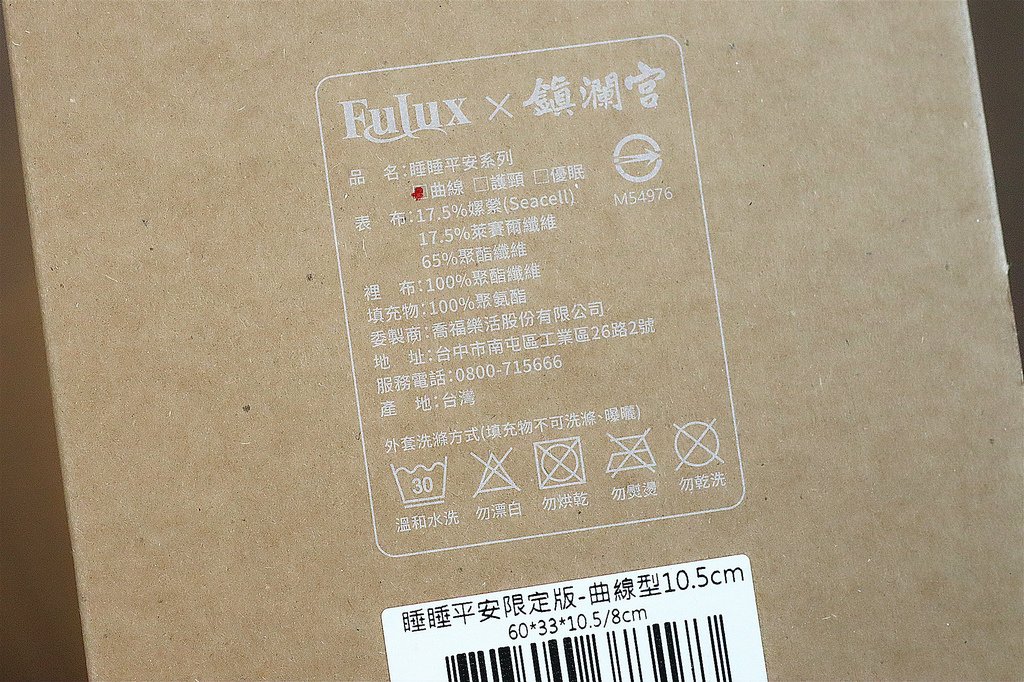 Fulux × 鎮瀾宮
品 名：睡睡平安系列
曲線 □護頸 □優眠
M54976
表 布：17.5%嫘縈(Seacell)
17.5%萊賽爾纖維
65%聚酯纖維
裡 布：100%聚酯纖維
填充物：100%聚氨酯
委製商：喬福樂活股份有限公司
地 址：台中市南屯區工業區26路2號
服務電話：0800-715666
產 地：台灣
外套洗滌方式(填充物不可洗滌、曝曬)
30
溫和水洗 勿漂白 勿烘乾 勿熨燙 勿乾洗
睡睡平安限定版-曲線型10.5cm
60*33*10.5/8cm